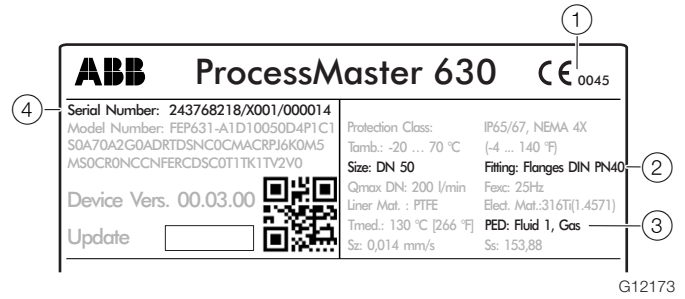 1
ABB ProcessMaster 630 CE 0045
4
Serial Number: 243768218/X001/000014
Model Number: FEP631-A1D10050D4P1C1
S0A70A2G0ADRTDSNC0CMACRPJ6K0M5
MS0CR0NCCNFERCDSC0T1TK1TV2V0
Device Vers. 00.03.00
Update
Protection Class: IP65/67, NEMA 4X
Tamb.: -20 … 70 °C (-4 … 140 °F)
Size: DN 50 Fitting: Flanges DIN PN40
2
Qmax DN: 200 l/min Fexc: 25Hz
Liner Mat. : PTFE Elect. Mat.:316Ti(1.4571)
Tmed.: 130 °C [266 °F] PED: Fluid 1, Gas
3
Sz: 0,014 mm/s Ss: 153,88
G12173